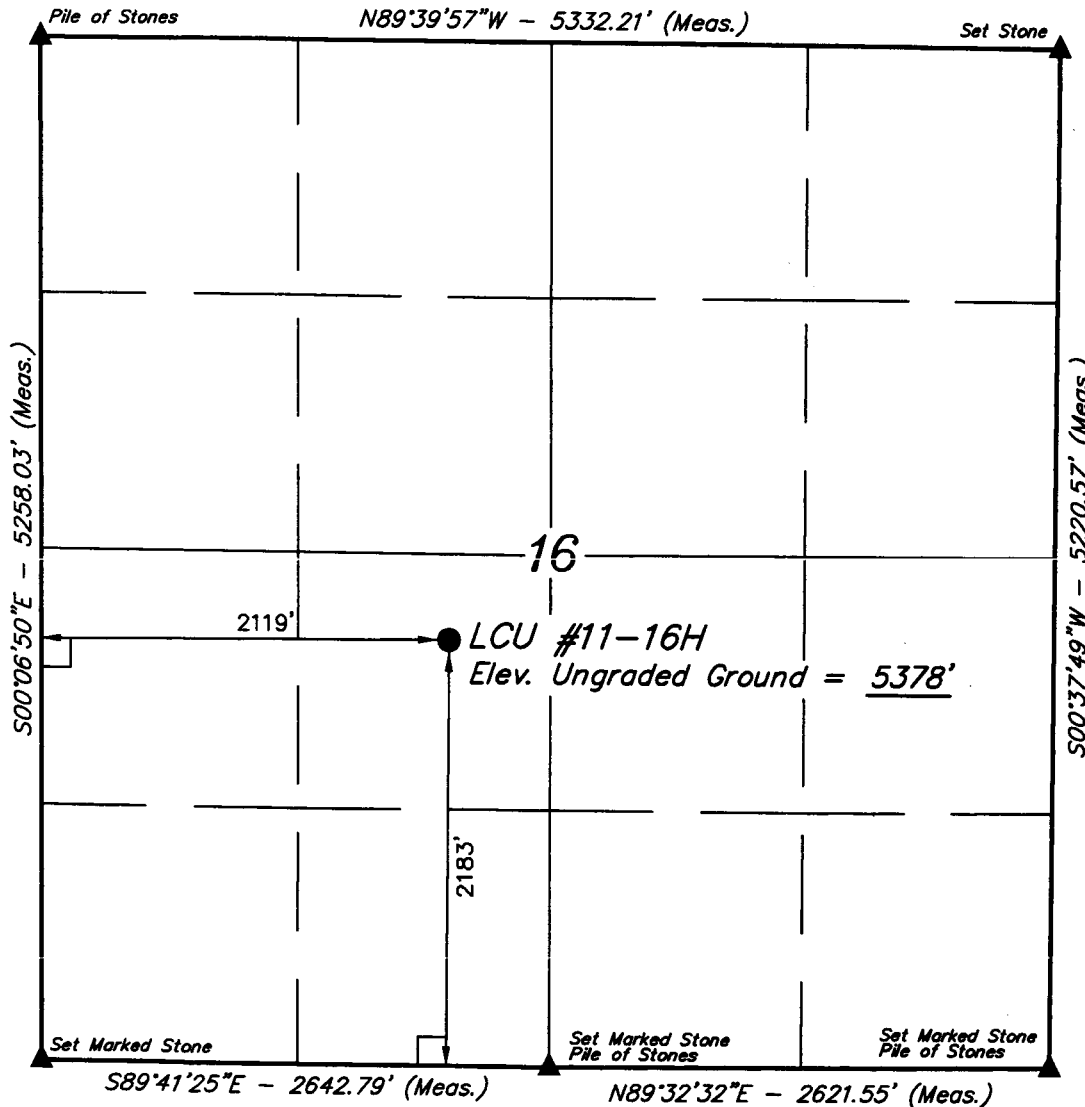 Pile of Stones
N89°39'57"W - 5332.21' (Meas.)
Set Stone
S00°06'50"E - 5258.03' (Meas.)
S00°37'49"W - 5220.57' (Meas.)
16
2119'
LCU #11-16H
Elev. Ungraded Ground = 5378'
2183'
Set Marked Stone
Set Marked Stone
Pile of Stones
Set Marked Stone
Pile of Stones
S89°41'25"E - 2642.79' (Meas.)
N89°32'32"E - 2621.55' (Meas.)